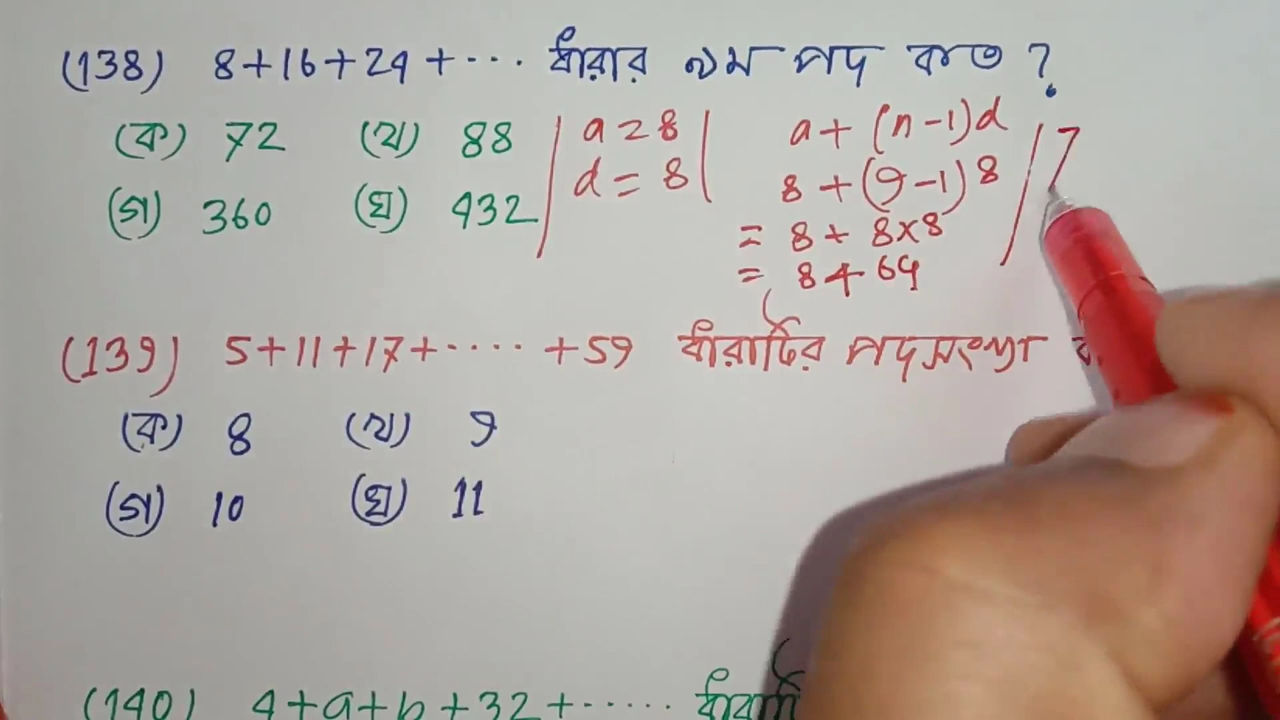 (138) 8+16+24+··· ধারার ৯ম পদ কত ?
(ক) 72 (খ) 88
(গ) 360 (ঘ) 432
a = 8
d = 8
a + (n-1)d
8 + (9-1)8
= 8 + 8×8
= 8 + 64
7
(139) 5+11+17+···· +59 ধারাটির পদসংখ্যা
(ক) 8 (খ) 9
(গ) 10 (ঘ) 11
(140) 4+a+b+32+·····